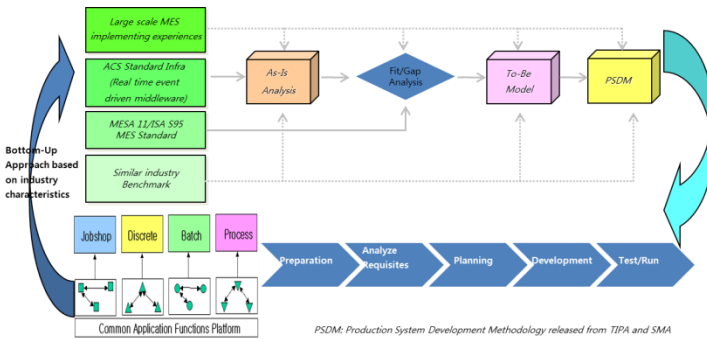 Large scale MES
implementing experiences
ACS Standard Infra
(Real time event
driven middleware)
MESA 11/ISA S95
MES Standard
Similar industry
Benchmark
As-Is
Analysis
Fit/Gap
Analysis
To-Be
Model
PSDM
Bottom-Up
Approach based
on industry
characteristics
Jobshop
Discrete
Batch
Process
Common Application Functions Platform
Preparation
Analyze
Requisites
Planning
Development
Test/Run
PSDM: Production System Development Methodology released from TIPA and SMA